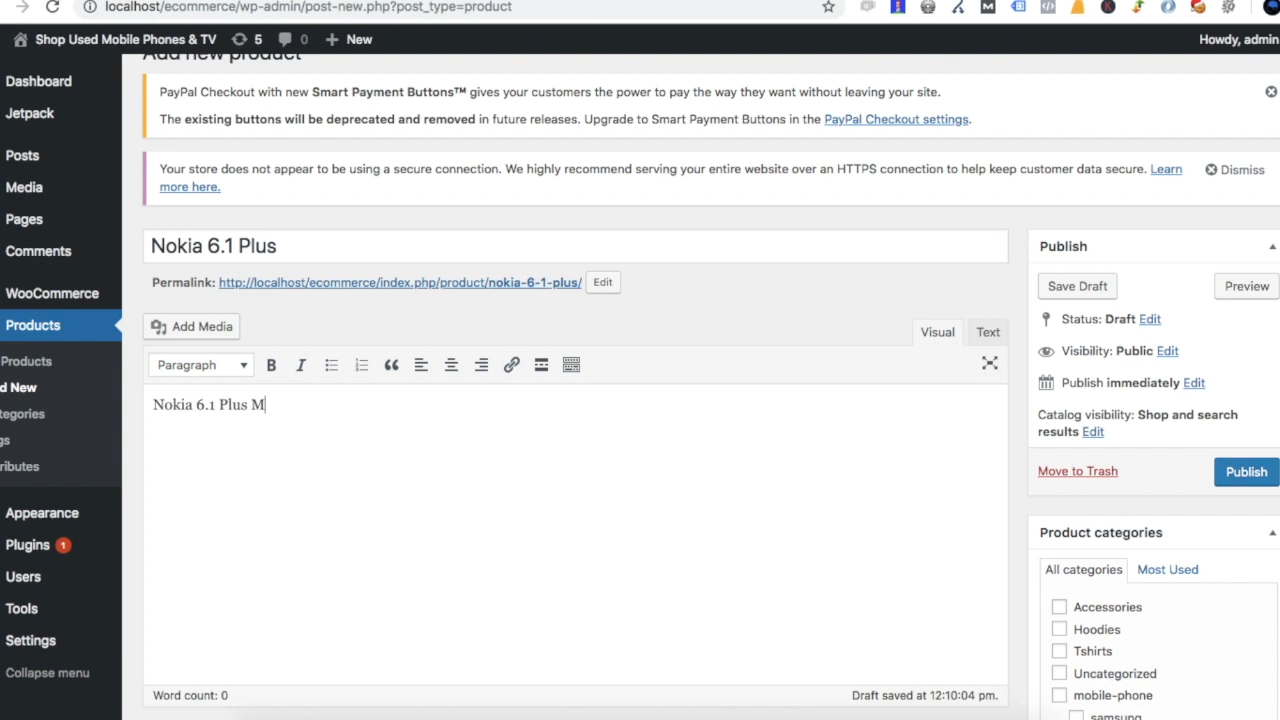 localhost/ecommerce/wp-admin/post-new.php?post_type=product
Shop Used Mobile Phones & TV 5 0 New Howdy, admin
Dashboard
Jetpack
Posts
Media
Pages
Comments
WooCommerce
Products
Products
d New
tegories
gs
ributes
Appearance
Plugins 1
Users
Tools
Settings
Collapse menu
Add new product
PayPal Checkout with new Smart Payment Buttons™ gives your customers the power to pay the way they want without leaving your site.
The existing buttons will be deprecated and removed in future releases. Upgrade to Smart Payment Buttons in the PayPal Checkout settings.
Your store does not appear to be using a secure connection. We highly recommend serving your entire website over an HTTPS connection to help keep customer data secure. Learn
more here.
Dismiss
Nokia 6.1 Plus
Permalink: http://localhost/ecommerce/index.php/product/nokia-6-1-plus/ Edit
Add Media
Visual Text
Paragraph B I
Nokia 6.1 Plus M
Word count: 0 Draft saved at 12:10:04 pm.
Publish
Save Draft Preview
Status: Draft Edit
Visibility: Public Edit
Publish immediately Edit
Catalog visibility: Shop and search
results Edit
Move to Trash Publish
Product categories
All categories Most Used
Accessories
Hoodies
Tshirts
Uncategorized
mobile-phone
samsung